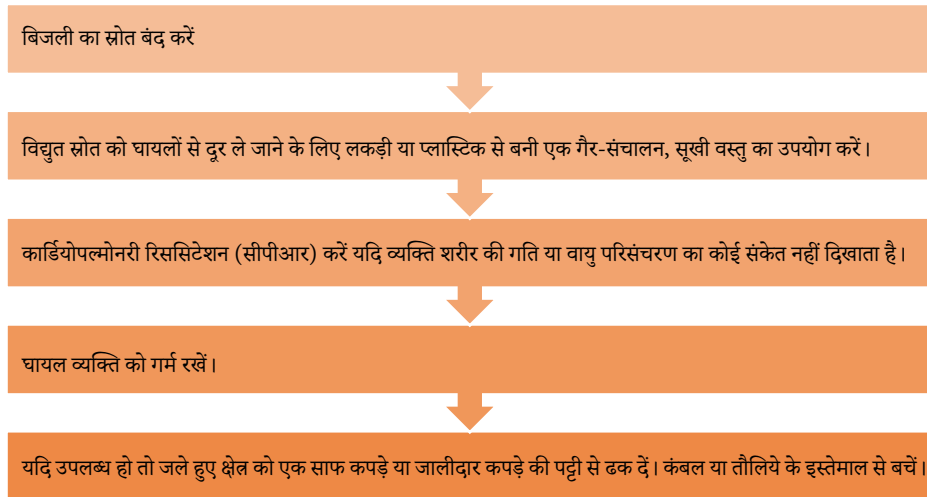 बिजली का स्रोत बंद करें
विद्युत स्रोत को घायलों से दूर ले जाने के लिए लकड़ी या प्लास्टिक से बनी एक गैर-संचालन, सूखी वस्तु का उपयोग करें।
कार्डियोपल्मोनरी रिससिटेशन (सीपीआर) करें यदि व्यक्ति शरीर की गति या वायु परिसंचरण का कोई संकेत नहीं दिखाता है।
घायल व्यक्ति को गर्म रखें।
यदि उपलब्ध हो तो जले हुए क्षेत्र को एक साफ कपड़े या जालीदार कपड़े की पट्टी से ढक दें। कंबल या तौलिये के इस्तेमाल से बचें।